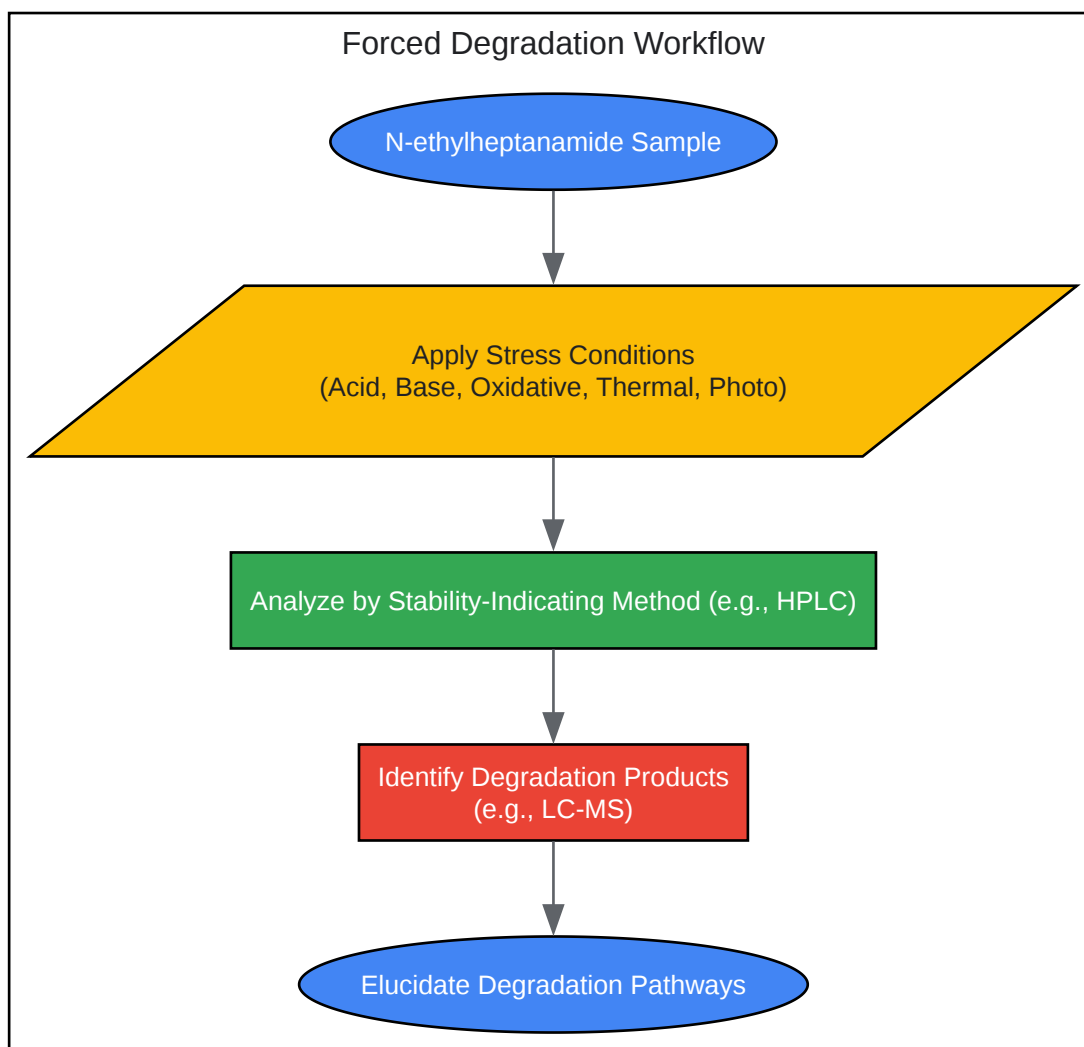 Forced Degradation Workflow
N-ethylheptanamide Sample
Apply Stress Conditions
(Acid, Base, Oxidative, Thermal, Photo)
Analyze by Stability-Indicating Method (e.g., HPLC)
Identify Degradation Products
(e.g., LC-MS)
Elucidate Degradation Pathways